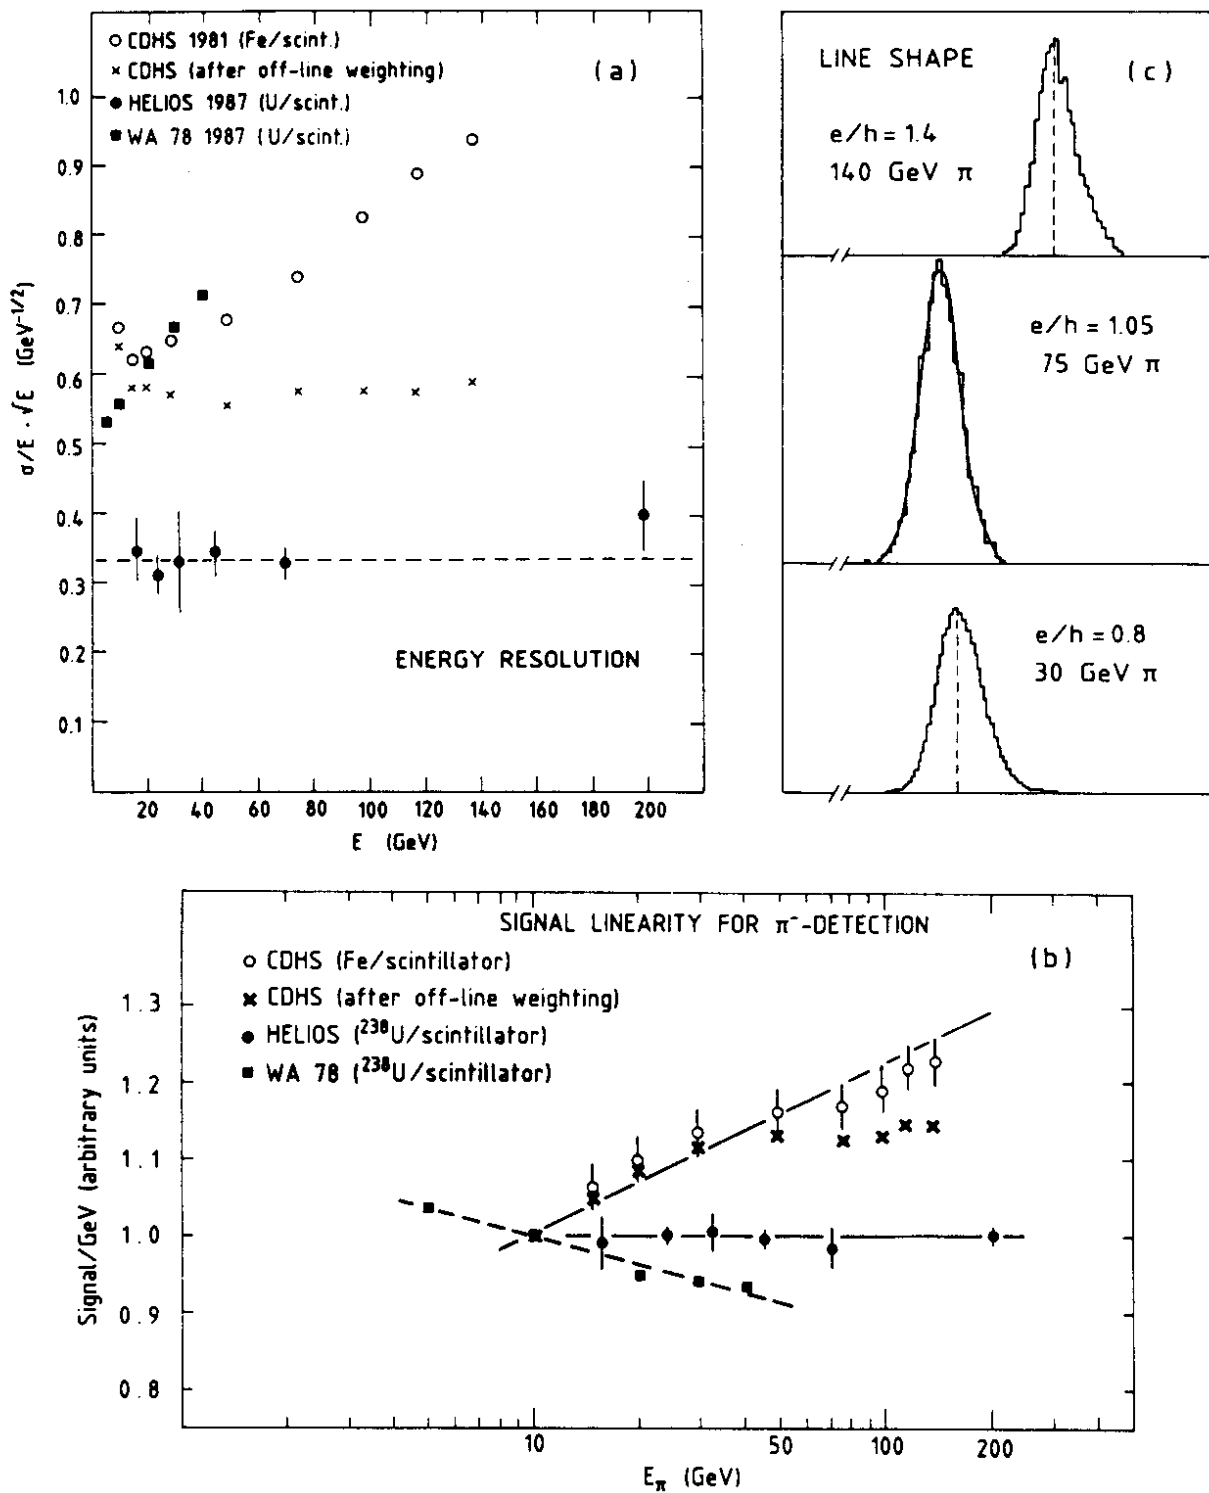 ○ CDHS 1981 (Fe/scint.)
× CDHS (after off-line weighting)
● HELIOS 1987 (U/scint.)
■ WA 78 1987 (U/scint.)
(a)
1.0
0.9
0.8
0.7
0.6
0.5
0.4
0.3
0.2
0.1
σ/E · √E (GeV⁻¹/²)
ENERGY RESOLUTION
20 40 60 80 100 120 140 160 180 200
E (GeV)
LINE SHAPE
(c)
e/h = 1.4
140 GeV π
e/h = 1.05
75 GeV π
e/h = 0.8
30 GeV π
SIGNAL LINEARITY FOR π⁻-DETECTION
(b)
○ CDHS (Fe/scintillator)
× CDHS (after off-line weighting)
● HELIOS (²³⁸U/scintillator)
■ WA 78 (²³⁸U/scintillator)
1.3
1.2
1.1
1.0
0.9
0.8
Signal/GeV (arbitrary units)
10 50 100 200
Eπ (GeV)